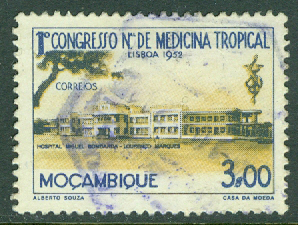 1º CONGRESSO Nal. DE MEDICINA TROPICAL
LISBOA 1952
CORREIOS
HOSPITAL MIGUEL BOMBARDA - LOURENÇO MARQUES
MOÇAMBIQUE 3$00
ALBERTO SOUZA CASA DA MOEDA